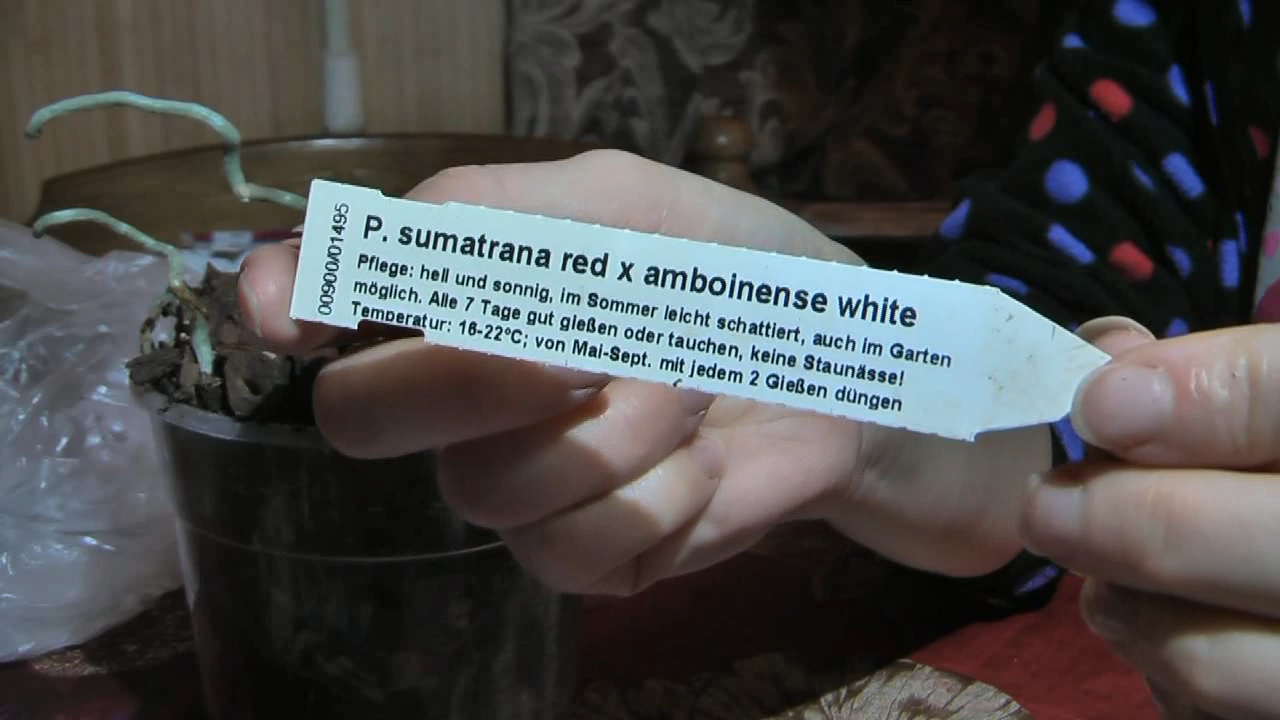 00900/01495
P. sumatrana red x amboinense white
Pflege: hell und sonnig, im Sommer leicht schattiert, auch im Garten
möglich. Alle 7 Tage gut gießen oder tauchen, keine Staunässe!
Temperatur: 16-22°C; von Mai-Sept. mit jedem 2 Gießen düngen